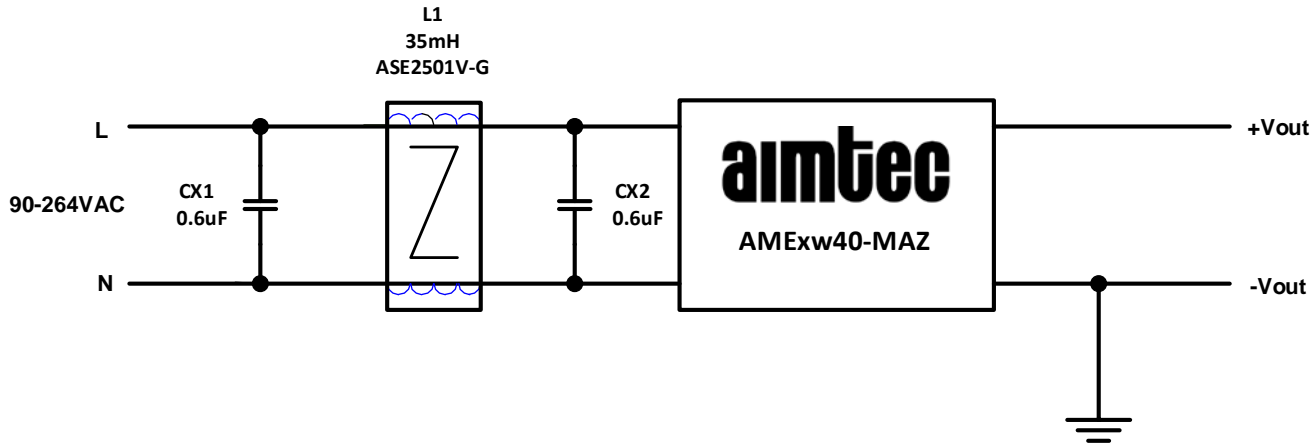 L1
35mH
ASE2501V-G
L
90-264VAC
N
CX1
0.6uF
CX2
0.6uF
aimtec
AMExw40-MAZ
+Vout
-Vout